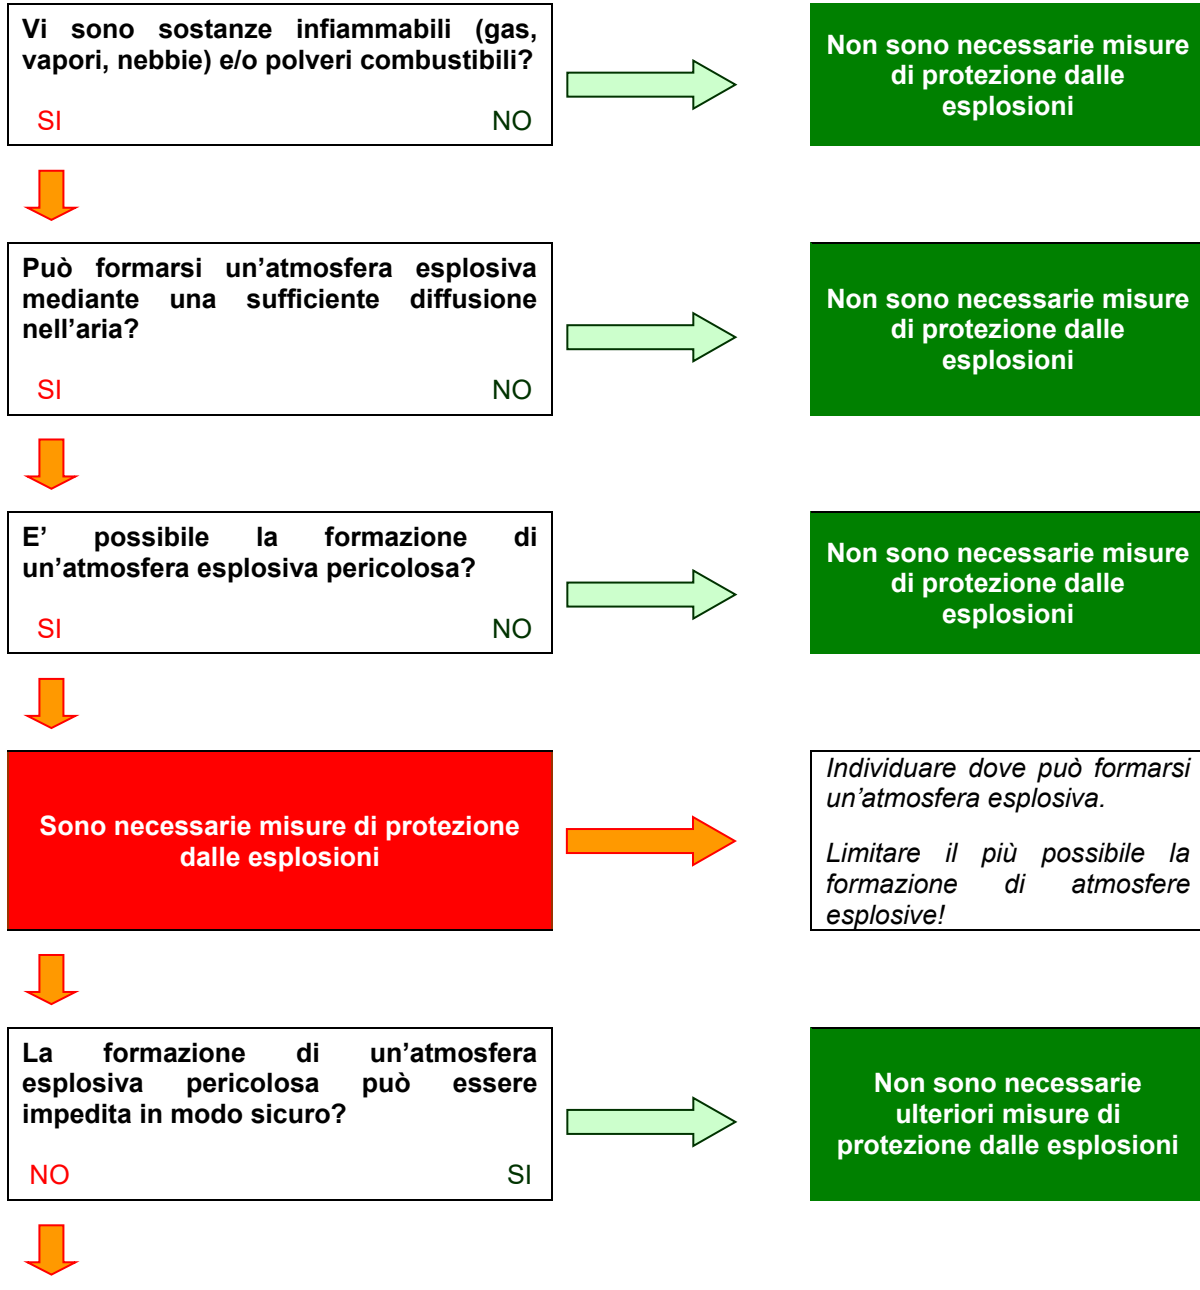 Vi sono sostanze infiammabili (gas,
vapori, nebbie) e/o polveri combustibili?
SI NO
Non sono necessarie misure
di protezione dalle
esplosioni
Può formarsi un’atmosfera esplosiva
mediante una sufficiente diffusione
nell’aria?
SI NO
Non sono necessarie misure
di protezione dalle
esplosioni
E’ possibile la formazione di
un’atmosfera esplosiva pericolosa?
SI NO
Non sono necessarie misure
di protezione dalle
esplosioni
Sono necessarie misure di protezione
dalle esplosioni
Individuare dove può formarsi
un’atmosfera esplosiva.
Limitare il più possibile la
formazione di atmosfere
esplosive!
La formazione di un’atmosfera
esplosiva pericolosa può essere
impedita in modo sicuro?
NO SI
Non sono necessarie
ulteriori misure di
protezione dalle esplosioni